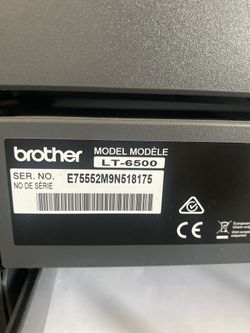 brother
MODEL MODÈLE
LT-6500
SER. NO. E75552M9N518175
NO DE SÉRIE
CE